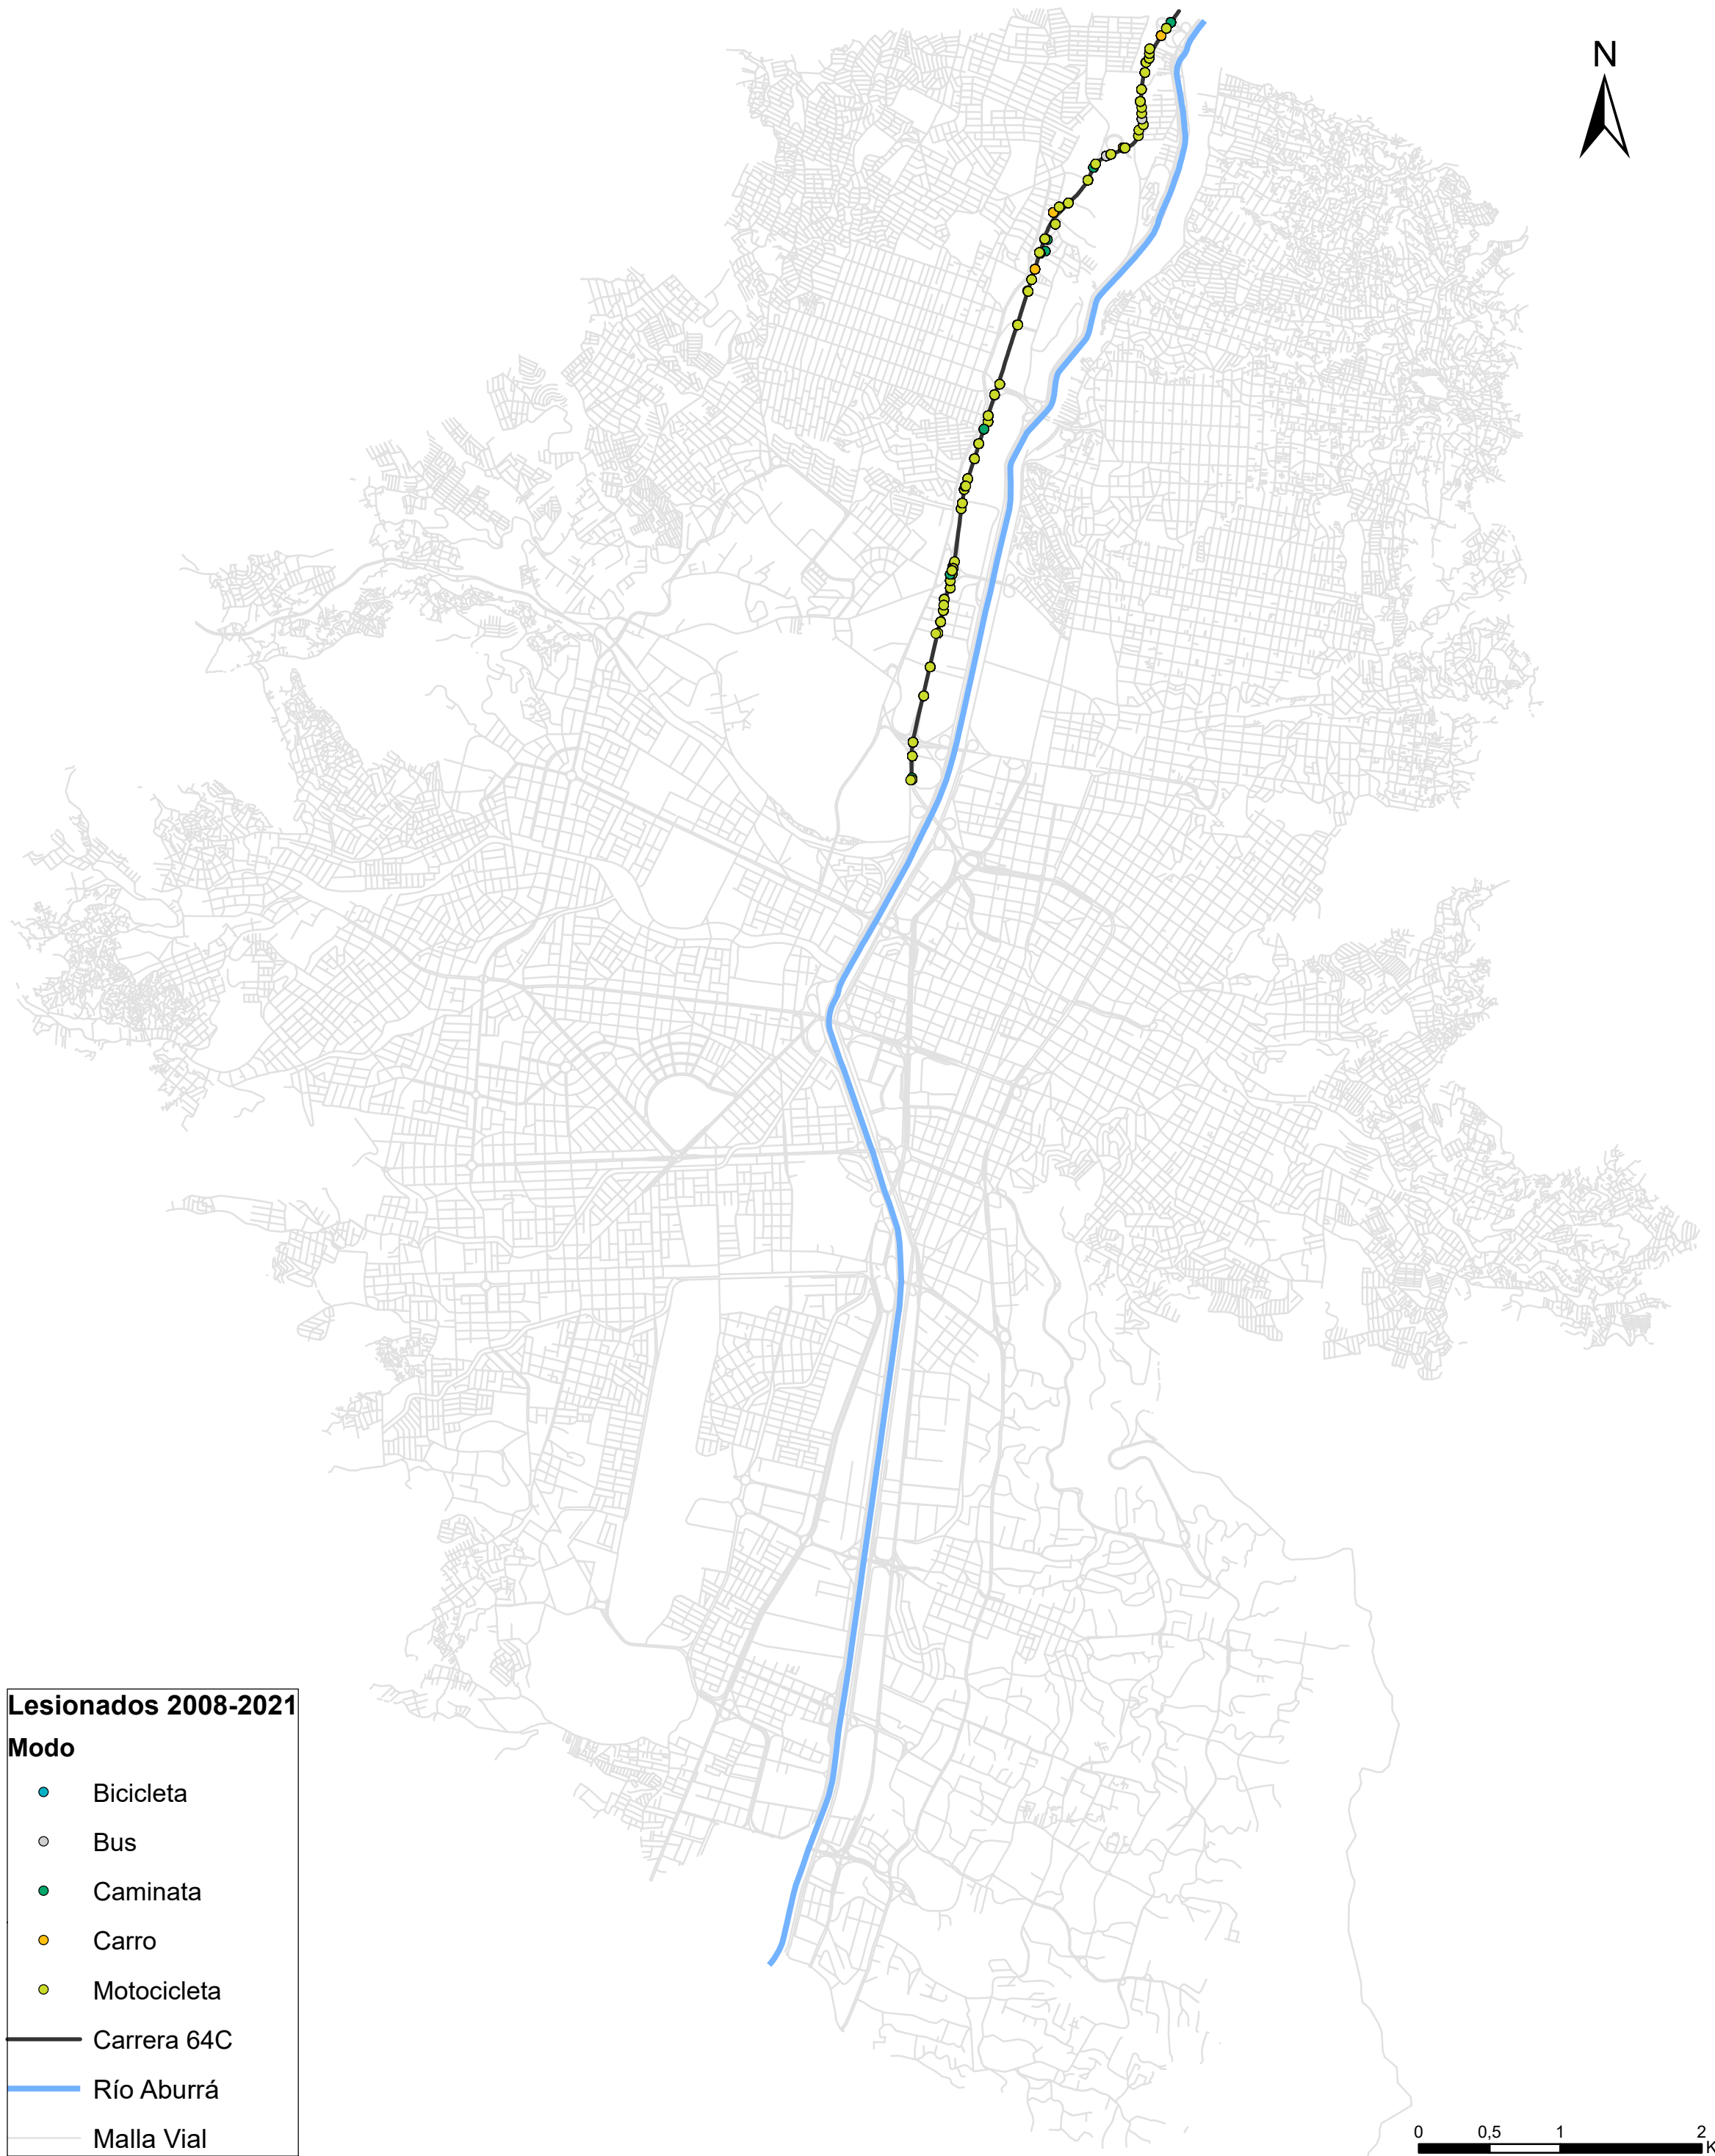 N
Lesionados 2008-2021
Modo
Bicicleta
Bus
Caminata
Carro
Motocicleta
Carrera 64C
Río Aburrá
Malla Vial
0 0,5 1 2
K